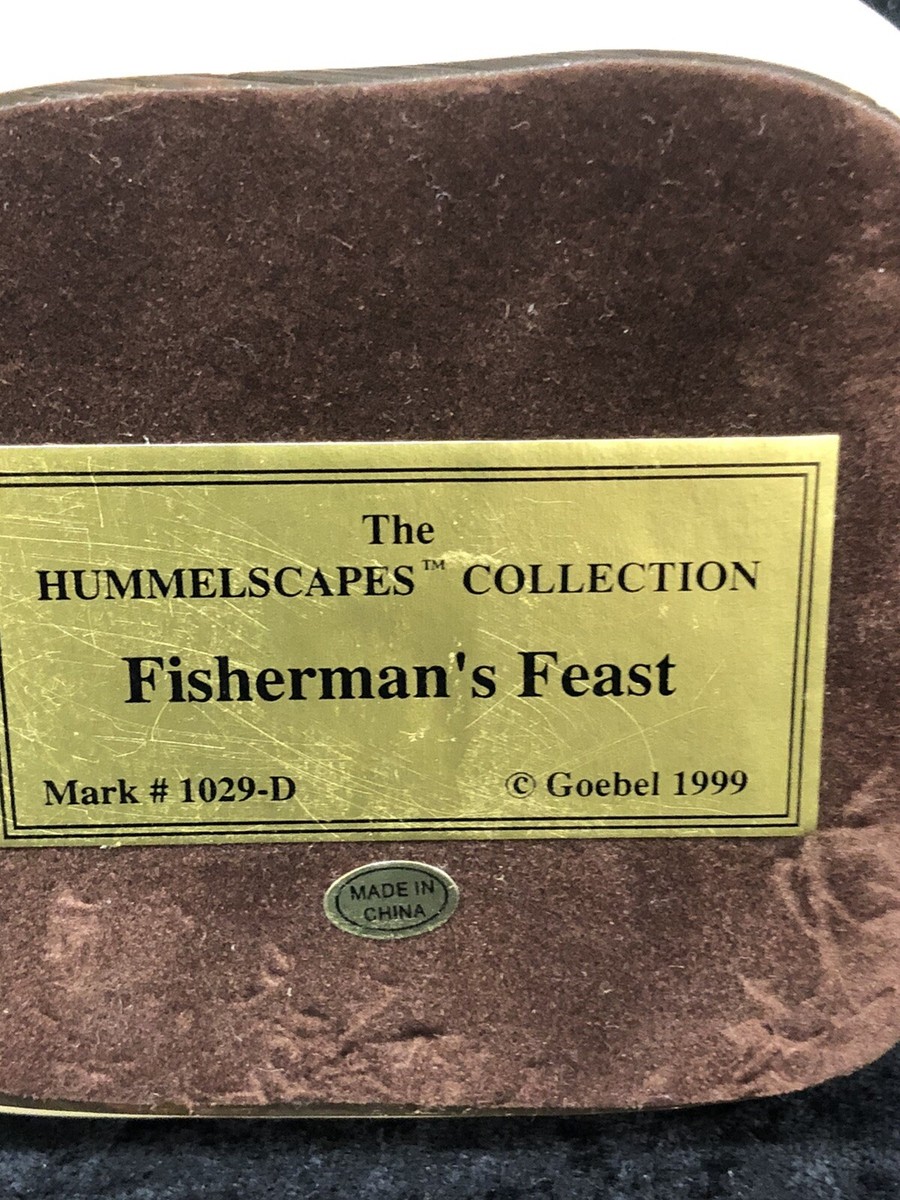 The
HUMMELSCAPES™ COLLECTION
Fisherman's Feast
Mark # 1029-D © Goebel 1999
MADE IN
CHINA